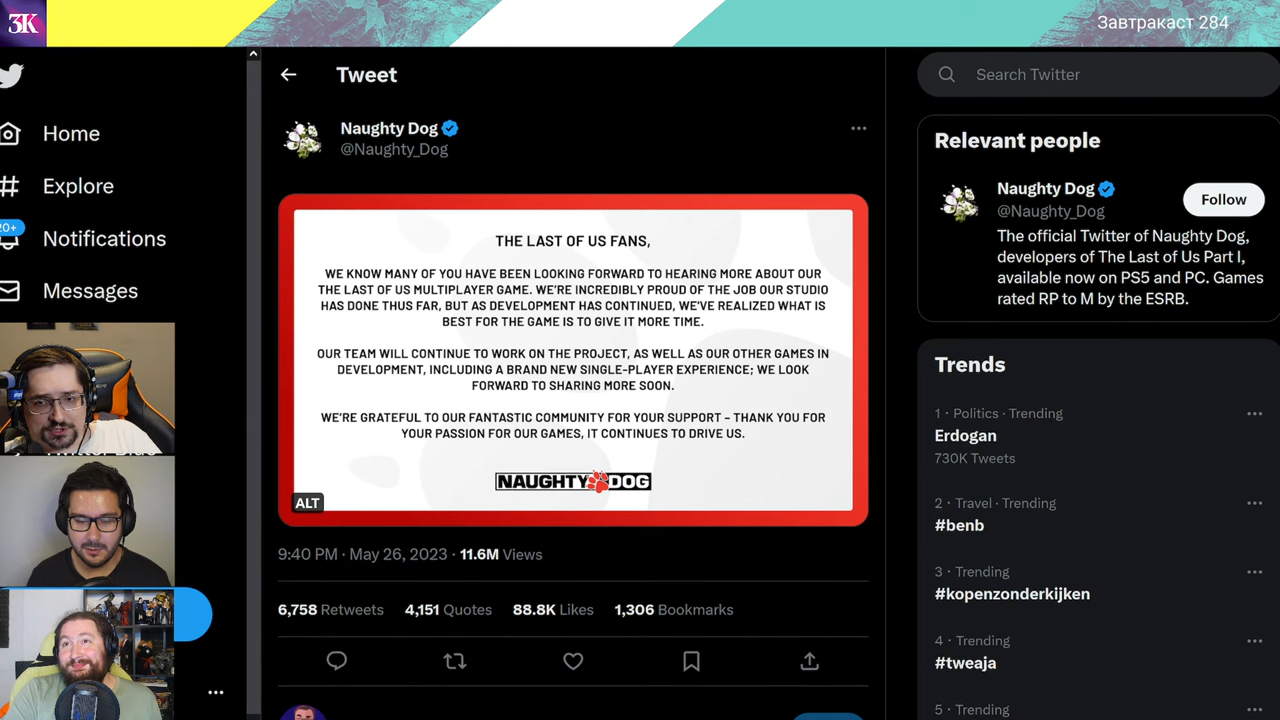 3K
Завтракаст 284
Tweet
Search Twitter
Home
Explore
20+
Notifications
Messages
Naughty Dog
@Naughty_Dog
THE LAST OF US FANS,
WE KNOW MANY OF YOU HAVE BEEN LOOKING FORWARD TO HEARING MORE ABOUT OUR
THE LAST OF US MULTIPLAYER GAME. WE'RE INCREDIBLY PROUD OF THE JOB OUR STUDIO
HAS DONE THUS FAR, BUT AS DEVELOPMENT HAS CONTINUED, WE'VE REALIZED WHAT IS
BEST FOR THE GAME IS TO GIVE IT MORE TIME.
OUR TEAM WILL CONTINUE TO WORK ON THE PROJECT, AS WELL AS OUR OTHER GAMES IN
DEVELOPMENT, INCLUDING A BRAND NEW SINGLE-PLAYER EXPERIENCE; WE LOOK
FORWARD TO SHARING MORE SOON.
WE'RE GRATEFUL TO OUR FANTASTIC COMMUNITY FOR YOUR SUPPORT – THANK YOU FOR
YOUR PASSION FOR OUR GAMES, IT CONTINUES TO DRIVE US.
NAUGHTY DOG
ALT
9:40 PM · May 26, 2023 · 11.6M Views
6,758 Retweets 4,151 Quotes 88.8K Likes 1,306 Bookmarks
Relevant people
Naughty Dog
@Naughty_Dog
Follow
The official Twitter of Naughty Dog,
developers of The Last of Us Part I,
available now on PS5 and PC. Games
rated RP to M by the ESRB.
Trends
1 · Politics · Trending
Erdogan
730K Tweets
2 · Travel · Trending
#benb
3 · Trending
#kopenzonderkijken
4 · Trending
#tweaja
5 · Trending